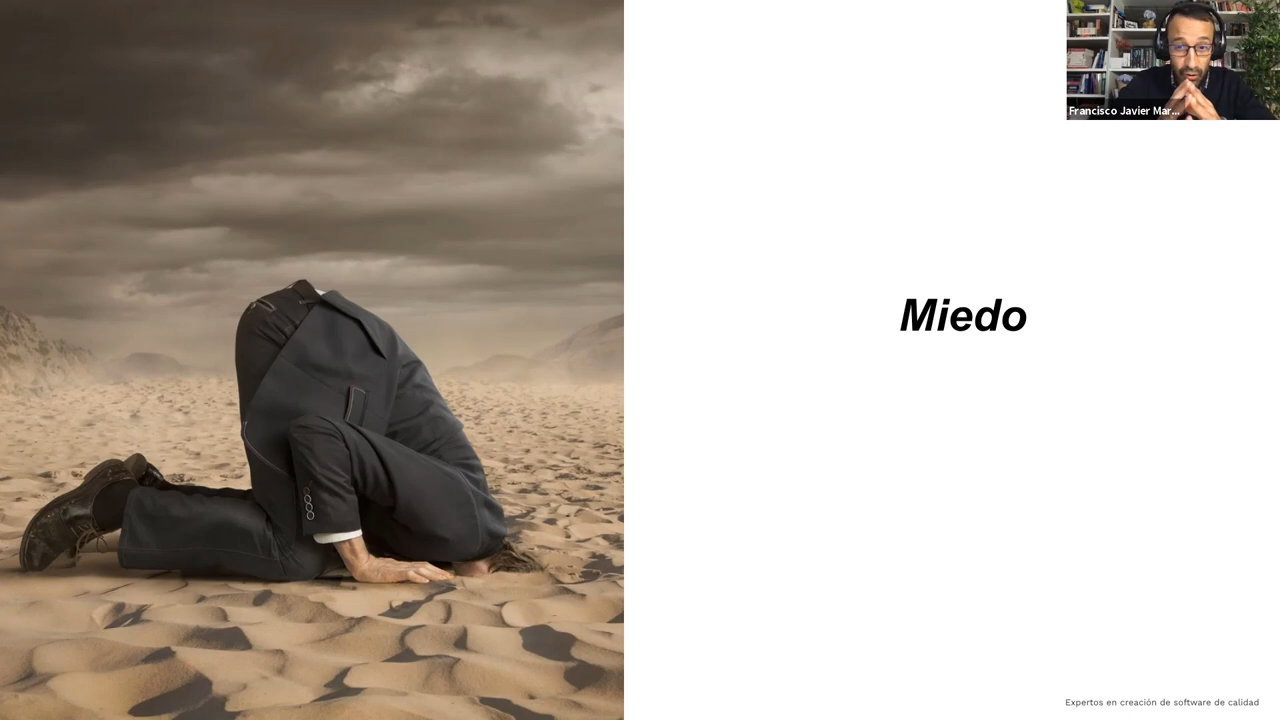 Francisco Javier Mar...
Miedo
Expertos en creación de software de calidad